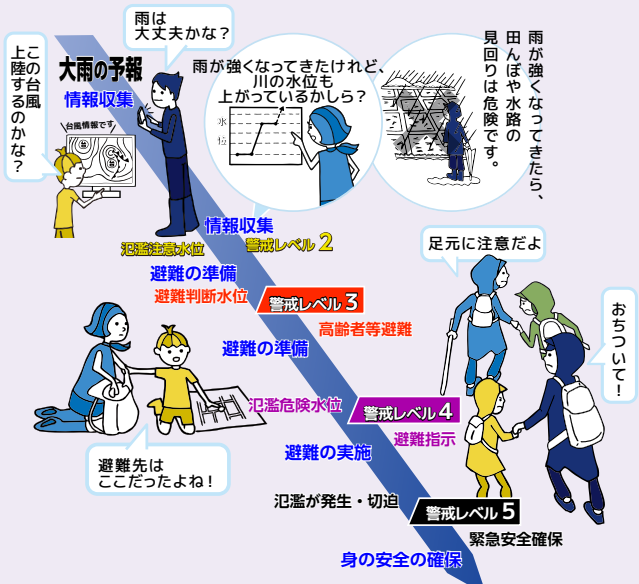 雨は
大丈夫かな?
この台風
上陸するのかな?
大雨の予報
情報収集
台風情報です
雨が強くなってきたけれど、
川の水位も
上がっているかしら?
水
位
雨が強くなってきたら、
田んぼや水路の
見回りは危険です。
情報収集
氾濫注意水位
警戒レベル 2
避難の準備
避難判断水位
警戒レベル 3
高齢者等避難
避難の準備
足元に注意だよ
おちついて!
氾濫危険水位
警戒レベル 4
避難指示
避難の実施
避難先は
ここだったよね!
氾濫が発生・切迫
警戒レベル 5
緊急安全確保
身の安全の確保